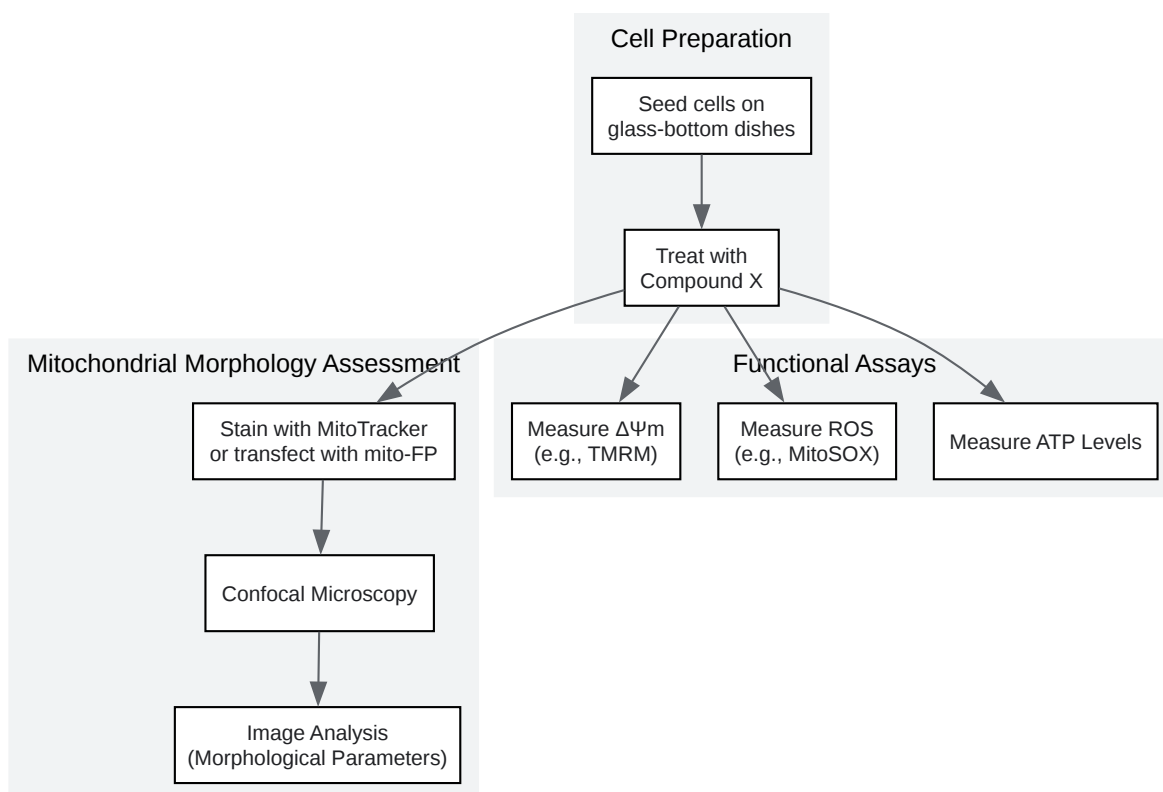 Cell Preparation
Seed cells on
glass-bottom dishes
Treat with
Compound X
Mitochondrial Morphology Assessment
Stain with MitoTracker
or transfect with mito-FP
Confocal Microscopy
Image Analysis
(Morphological Parameters)
Functional Assays
Measure ΔΨm
(e.g., TMRM)
Measure ROS
(e.g., MitoSOX)
Measure ATP Levels